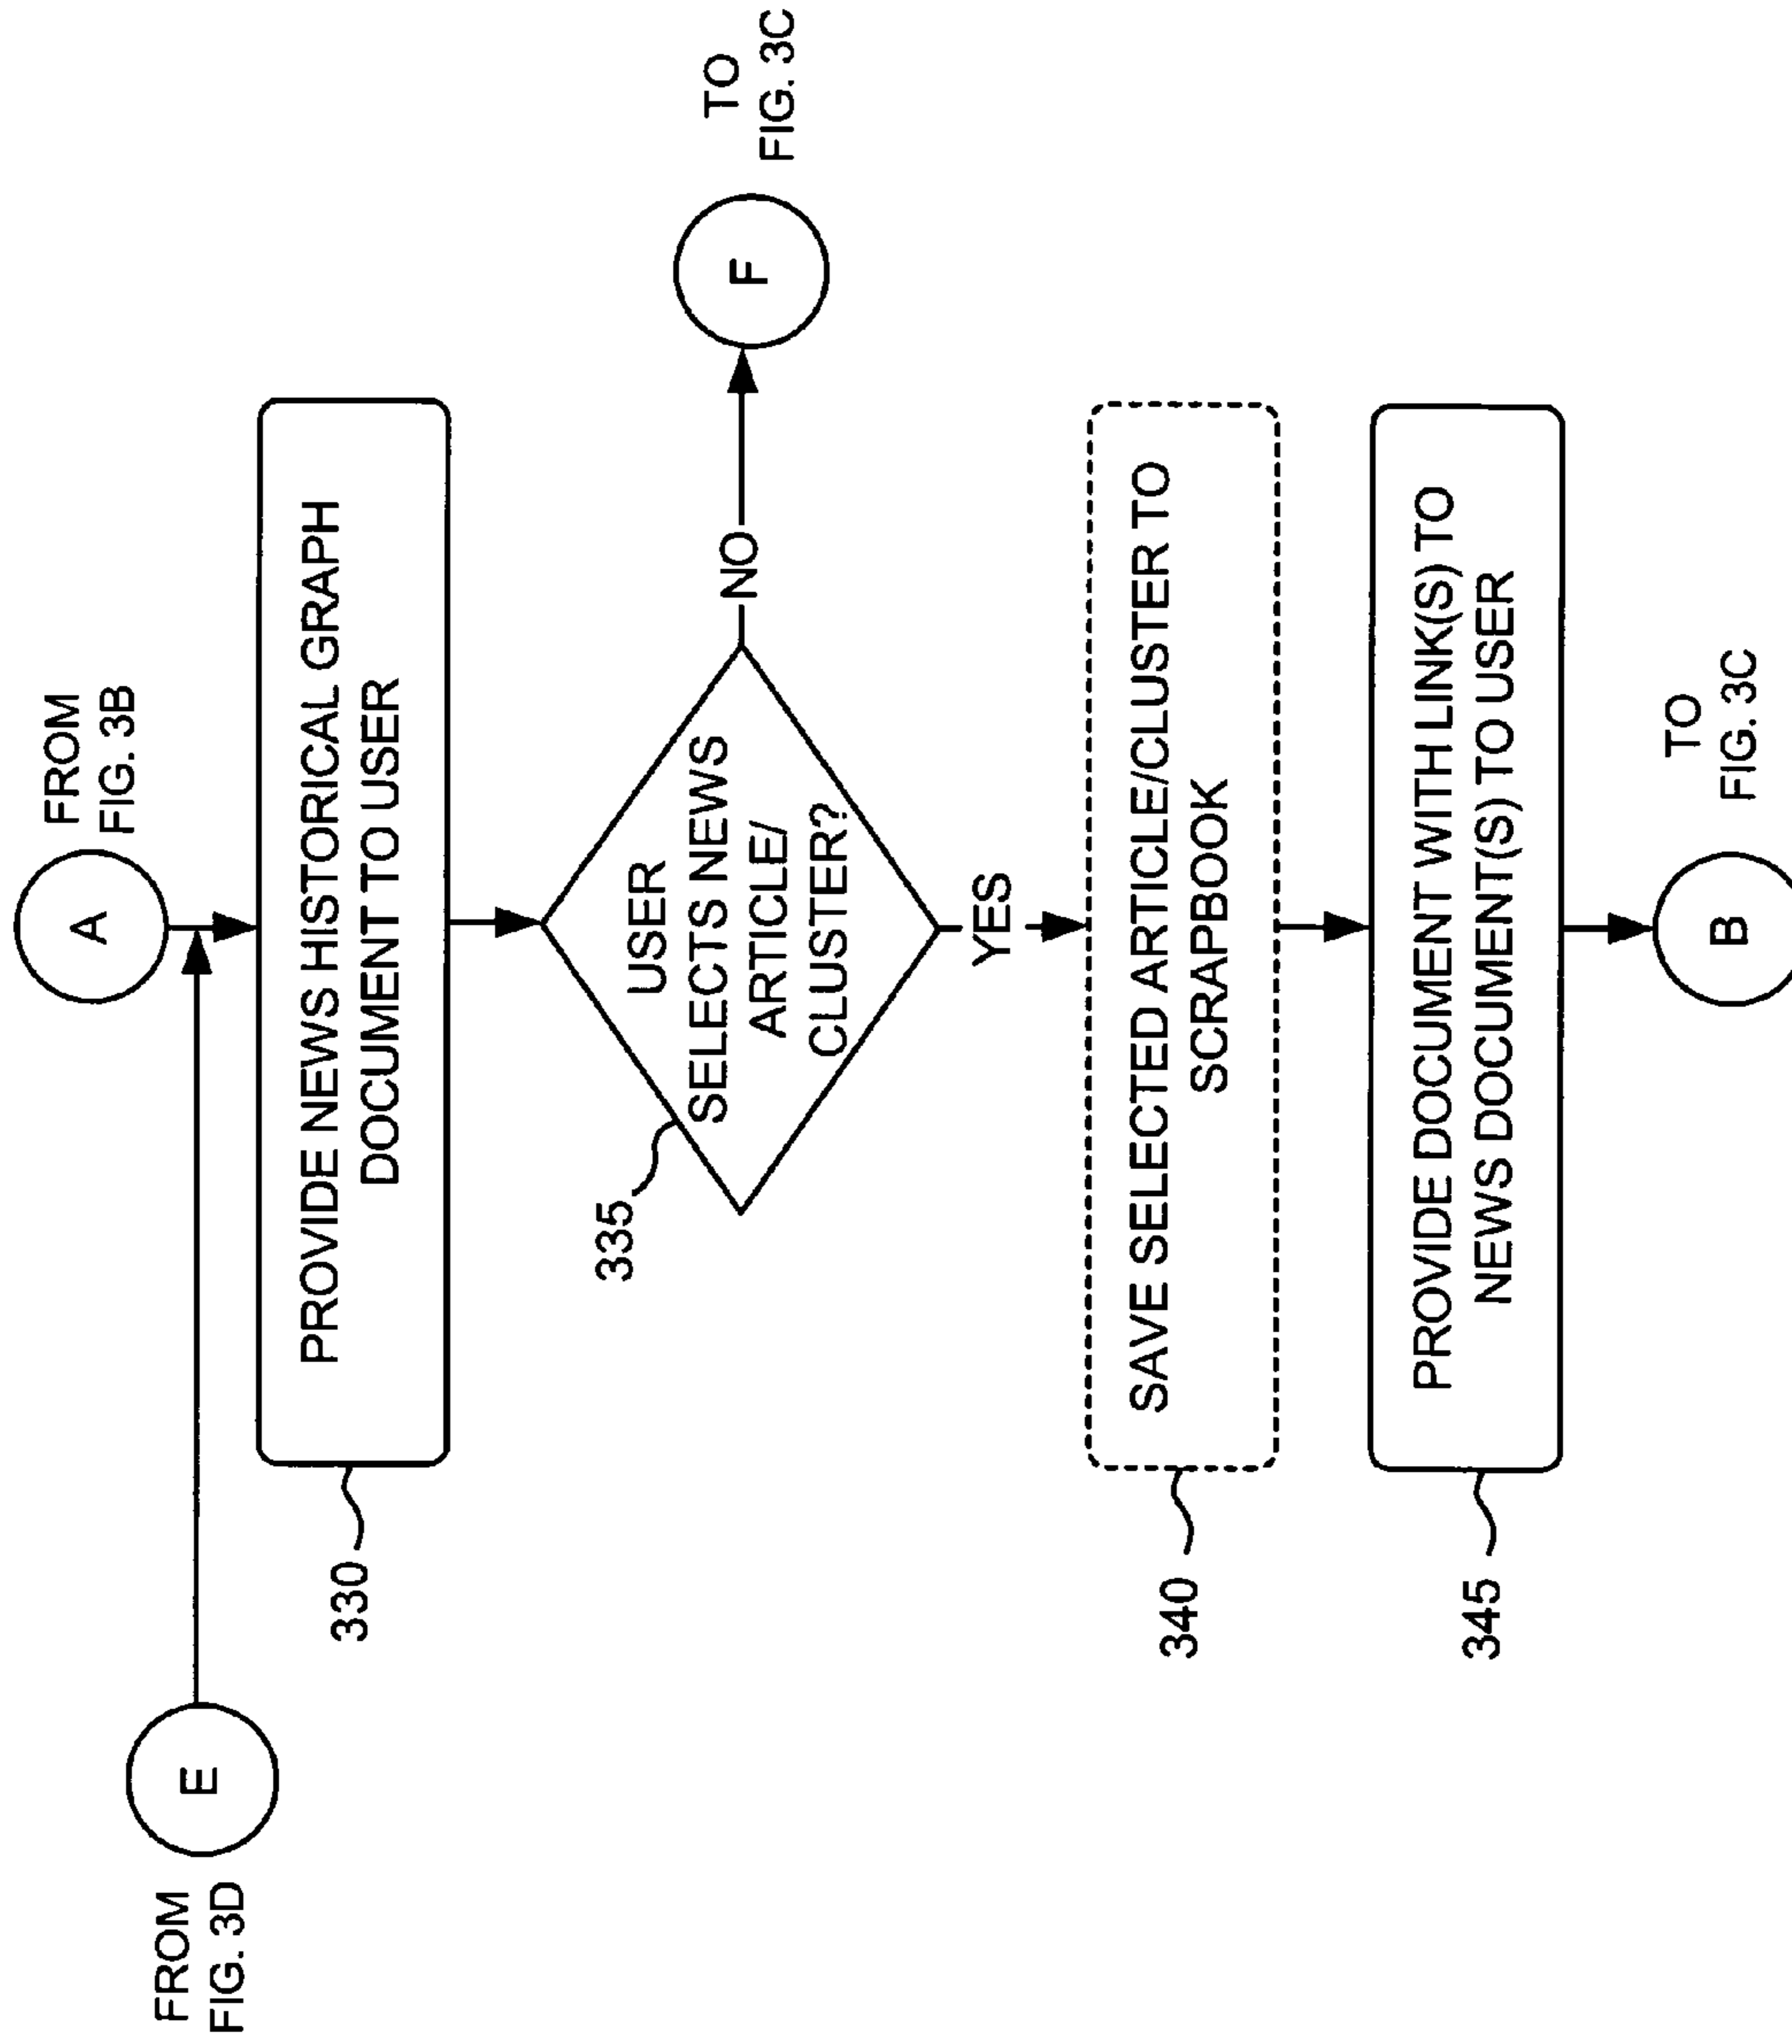 FROM
FIG. 3D
E
A
FROM
FIG. 3B
330
PROVIDE NEWS HISTORICAL GRAPH
DOCUMENT TO USER
335
USER
SELECTS NEWS
ARTICLE/
CLUSTER?
NO
F
TO
FIG. 3C
YES
340
SAVE SELECTED ARTICLE/CLUSTER TO
SCRAPBOOK
345
PROVIDE DOCUMENT WITH LINK(S) TO
NEWS DOCUMENT(S) TO USER
B
TO
FIG. 3C